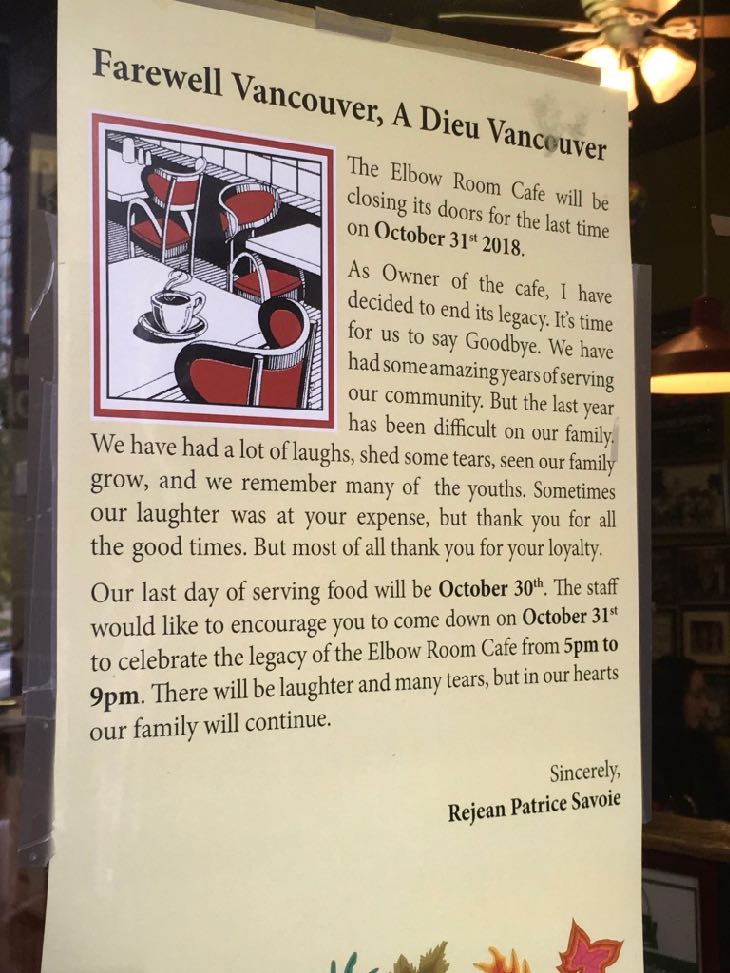 Farewell Vancouver, A Dieu Vancouver
The Elbow Room Cafe will be
closing its doors for the last time
on October 31st 2018.
As Owner of the cafe, I have
decided to end its legacy. It's time
for us to say Goodbye. We have
had some amazing years of serving
our community. But the last year
has been difficult on our family.
We have had a lot of laughs, shed some tears, seen our family
grow, and we remember many of the youths. Sometimes
our laughter was at your expense, but thank you for all
the good times. But most of all thank you for your loyalty.
Our last day of serving food will be October 30th. The staff
would like to encourage you to come down on October 31st
to celebrate the legacy of the Elbow Room Cafe from 5pm to
9pm. There will be laughter and many tears, but in our hearts
our family will continue.
Sincerely,
Rejean Patrice Savoie